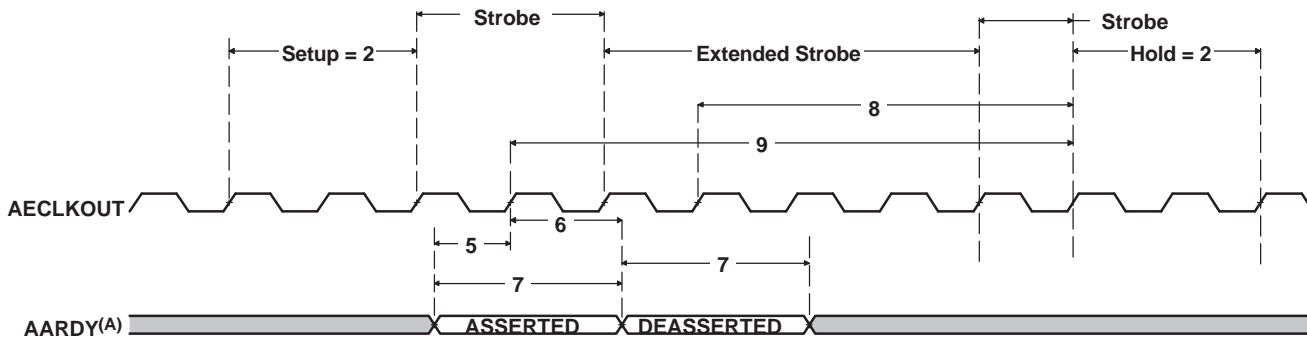 Strobe
Strobe
Setup = 2
Extended Strobe
Hold = 2
8
9
AECLKOUT
6
5
7
7
AARDY(A)
ASSERTED
DEASSERTED